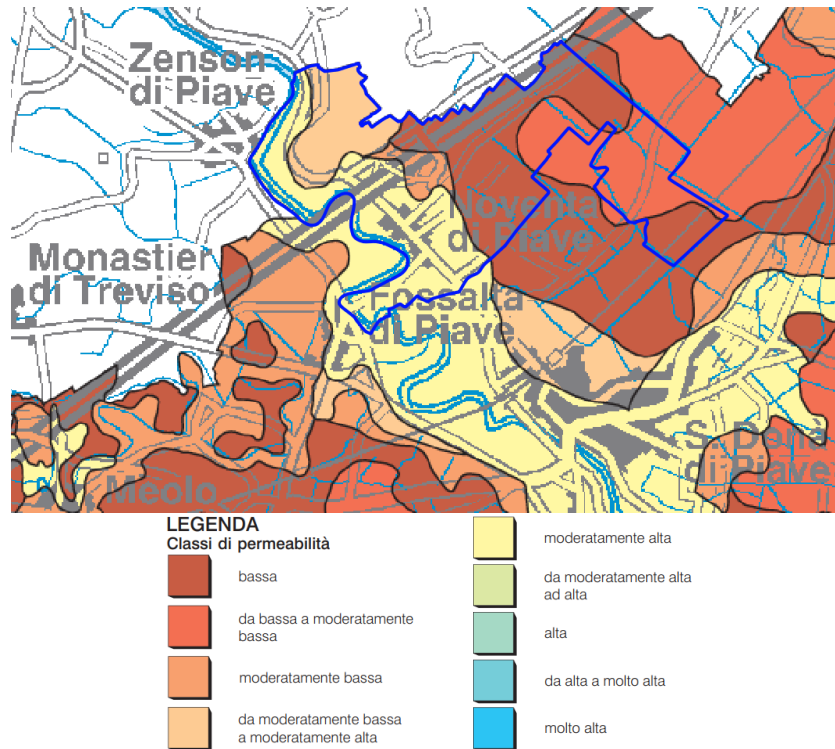 Zenson
di Piave
Noventa
di Piave
Monastier
di Treviso
Fossalta
di Piave
S. Donà
di Piave
Meolo
LEGENDA
Classi di permeabilità
bassa
da bassa a moderatamente
bassa
moderatamente bassa
da moderatamente bassa
a moderatamente alta
moderatamente alta
da moderatamente alta
ad alta
alta
da alta a molto alta
molto alta